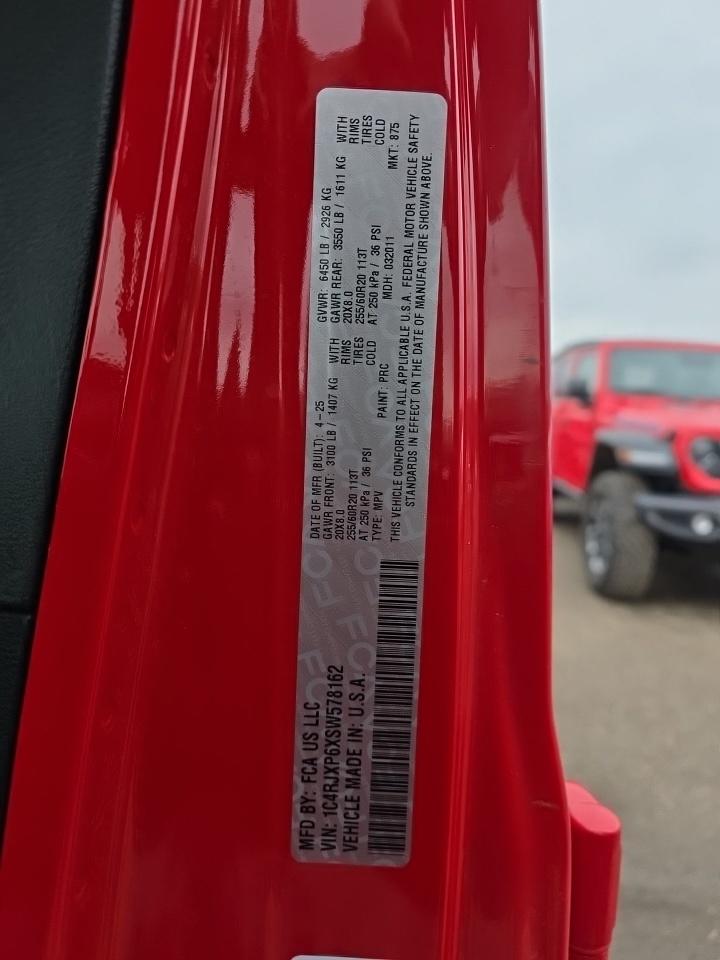 MFD BY: FCA US LLC
VIN: 1C4RJXP6XSW578162
VEHICLE MADE IN: U.S.A.
DATE OF MFR (BUILT): 4-25
GAWR FRONT: 3100 LB / 1407 KG
20X8.0 WITH RIMS
255/60R20 113T TIRES
AT 250 kPa / 36 PSI COLD
TYPE: MPV PAINT: PRC
GVWR: 6450 LB / 2926 KG
GAWR REAR: 3550 LB / 1611 KG
20X8.0 WITH RIMS
255/60R20 113T TIRES
AT 250 kPa / 36 PSI COLD
MDH: 032011 MKT: 875
THIS VEHICLE CONFORMS TO ALL APPLICABLE U.S.A. FEDERAL MOTOR VEHICLE SAFETY
STANDARDS IN EFFECT ON THE DATE OF MANUFACTURE SHOWN ABOVE.